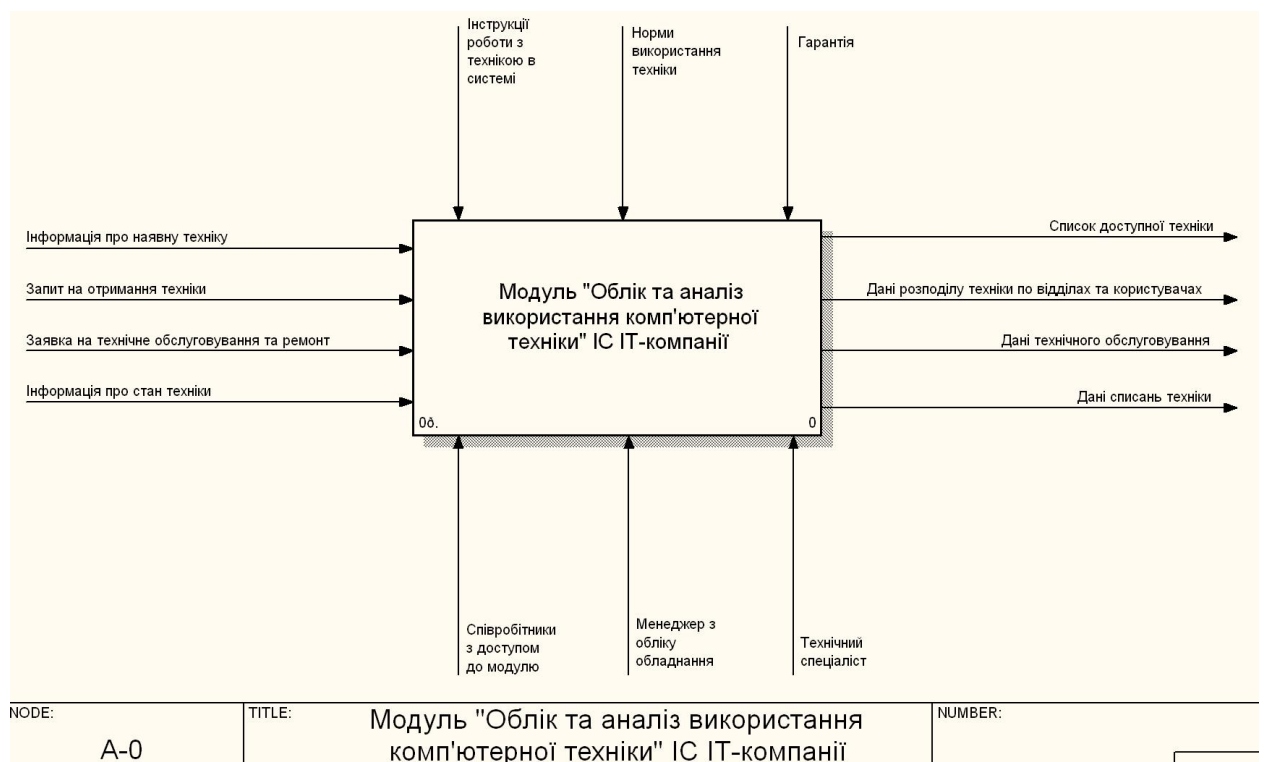 Інструкції
роботи з
технікою в
системі
Норми
використання
техніки
Гарантія
Інформація про наявну техніку
Запит на отримання техніки
Заявка на технічне обслуговування та ремонт
Інформація про стан техніки
Модуль "Облік та аналіз
використання комп'ютерної
техніки" ІС ІТ-компанії
0ð.
0
Список доступної техніки
Дані розподілу техніки по відділах та користувачах
Дані технічного обслуговування
Дані списань техніки
Співробітники
з доступом
до модулю
Менеджер з
обліку
обладнання
Технічний
спеціаліст
NODE:
A-0
TITLE:
Модуль "Облік та аналіз використання
комп'ютерної техніки" ІС ІТ-компанії
NUMBER: